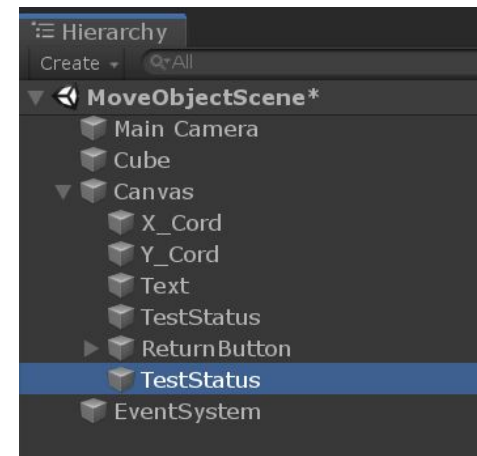 Hierarchy
Create All
MoveObjectScene*
Main Camera
Cube
Canvas
X_Cord
Y_Cord
Text
TestStatus
ReturnButton
TestStatus
EventSystem